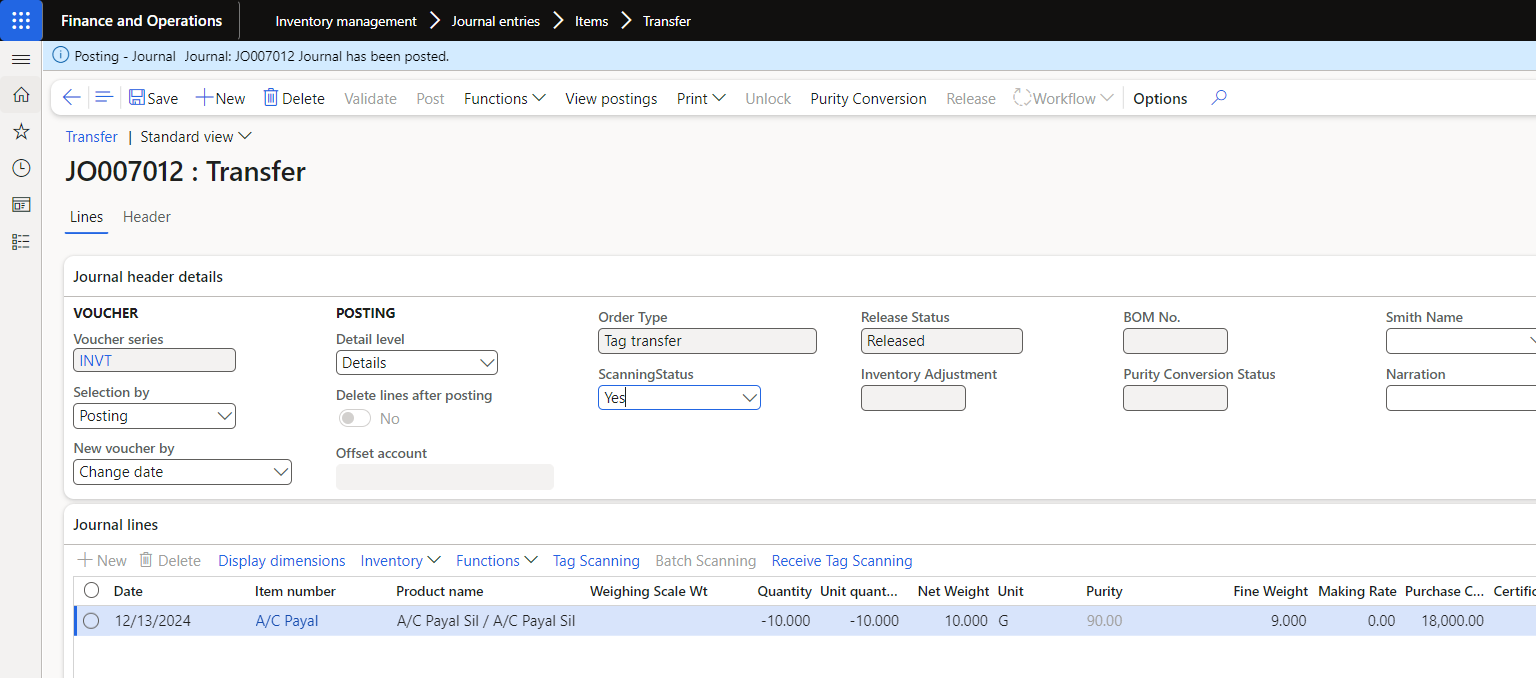 Finance and Operations Inventory management Journal entries Items Transfer
Posting - Journal Journal: JO007012 Journal has been posted.
Save New Delete Validate Post Functions View postings Print Unlock Purity Conversion Release Workflow Options
Transfer | Standard view
JO007012 : Transfer
Lines Header
Journal header details
VOUCHER
Voucher series
INVT
Selection by
Posting
New voucher by
Change date
POSTING
Detail level
Details
Delete lines after posting
No
Offset account
Order Type
Tag transfer
ScanningStatus
Yes
Release Status
Released
Inventory Adjustment
BOM No.
Purity Conversion Status
Smith Name
Narration
Journal lines
New Delete Display dimensions Inventory Functions Tag Scanning Batch Scanning Receive Tag Scanning
Date Item number Product name Weighing Scale Wt Quantity Unit quant... Net Weight Unit Purity Fine Weight Making Rate Purchase C... Certific
12/13/2024 A/C Payal A/C Payal Sil / A/C Payal Sil -10.000 -10.000 10.000 G 90.00 9.000 0.00 18,000.00